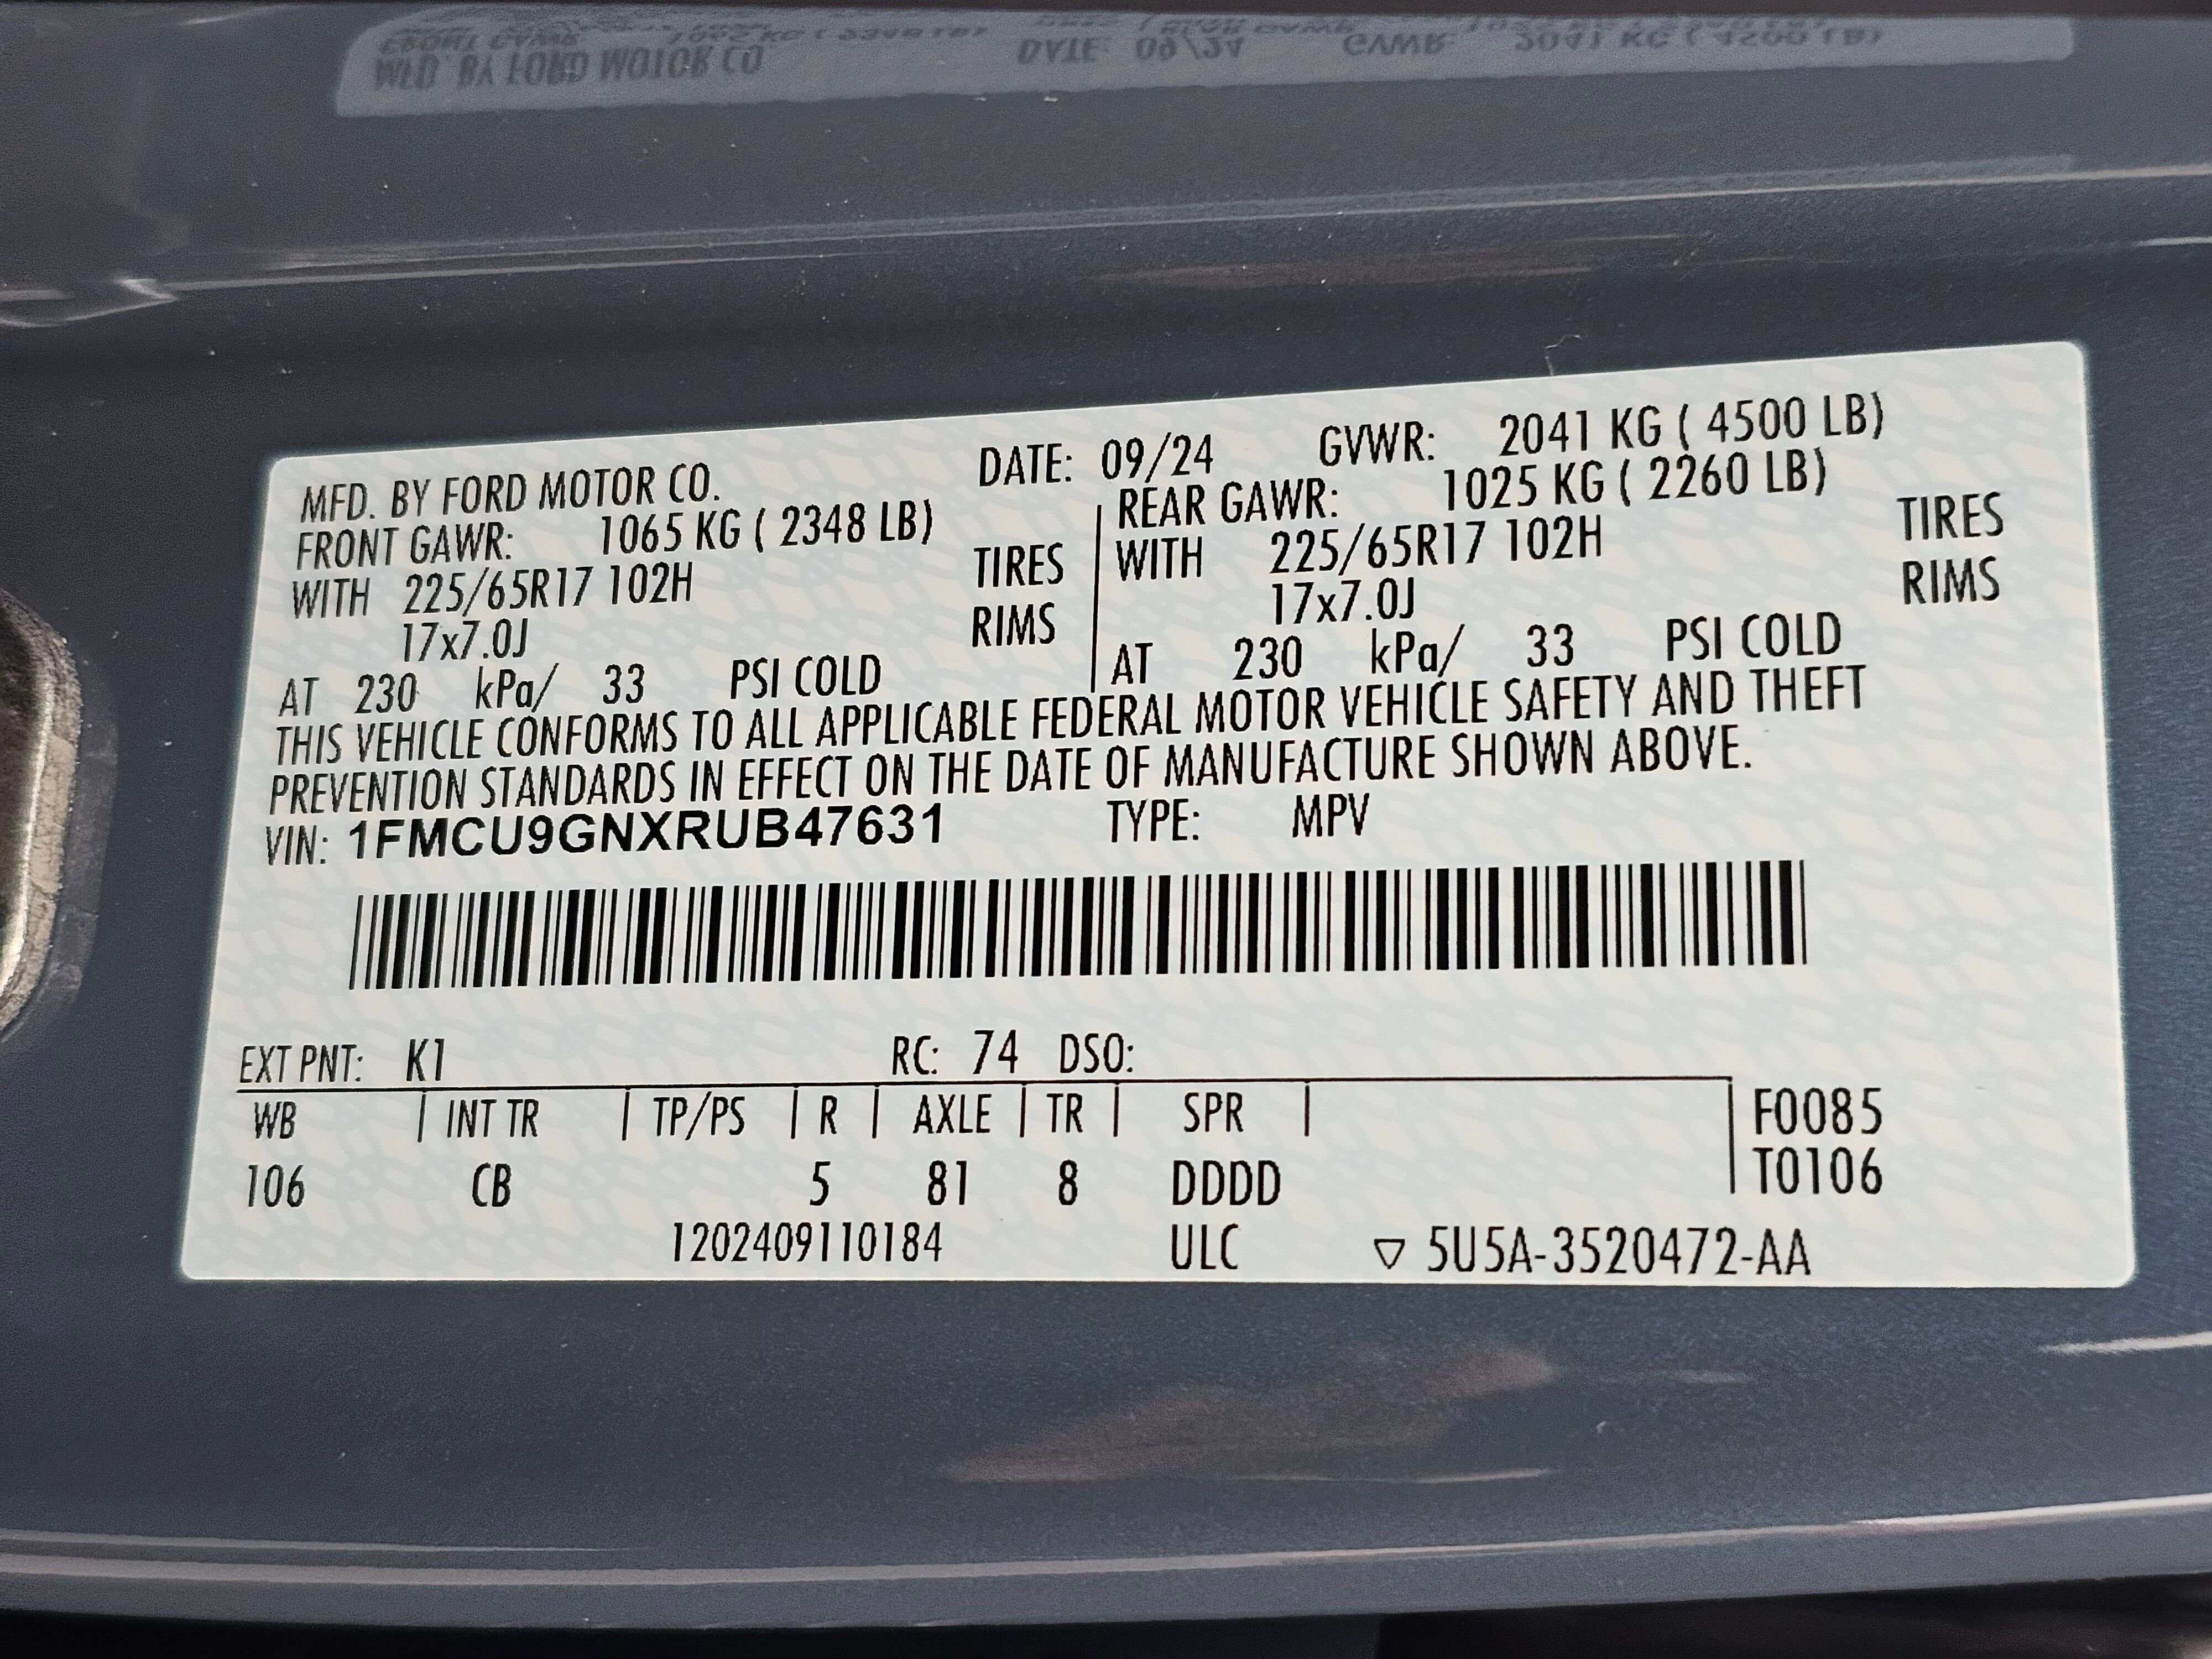 MFD. BY FORD MOTOR CO. DATE: 09/24 GVWR: 2041 KG ( 4500 LB)
FRONT GAWR: 1065 KG ( 2348 LB) REAR GAWR: 1025 KG ( 2260 LB)
WITH 225/65R17 102H TIRES WITH 225/65R17 102H TIRES
17x7.0J RIMS 17x7.0J RIMS
AT 230 kPa/ 33 PSI COLD AT 230 kPa/ 33 PSI COLD
THIS VEHICLE CONFORMS TO ALL APPLICABLE FEDERAL MOTOR VEHICLE SAFETY AND THEFT
PREVENTION STANDARDS IN EFFECT ON THE DATE OF MANUFACTURE SHOWN ABOVE.
VIN: 1FMCU9GNXRUB47631 TYPE: MPV
EXT PNT: K1 RC: 74 DSO:
WB | INT TR | TP/PS | R | AXLE | TR | SPR | F0085
106 CB 5 81 8 DDDD T0106
1202409110184 ULC ▽ 5U5A-3520472-AA